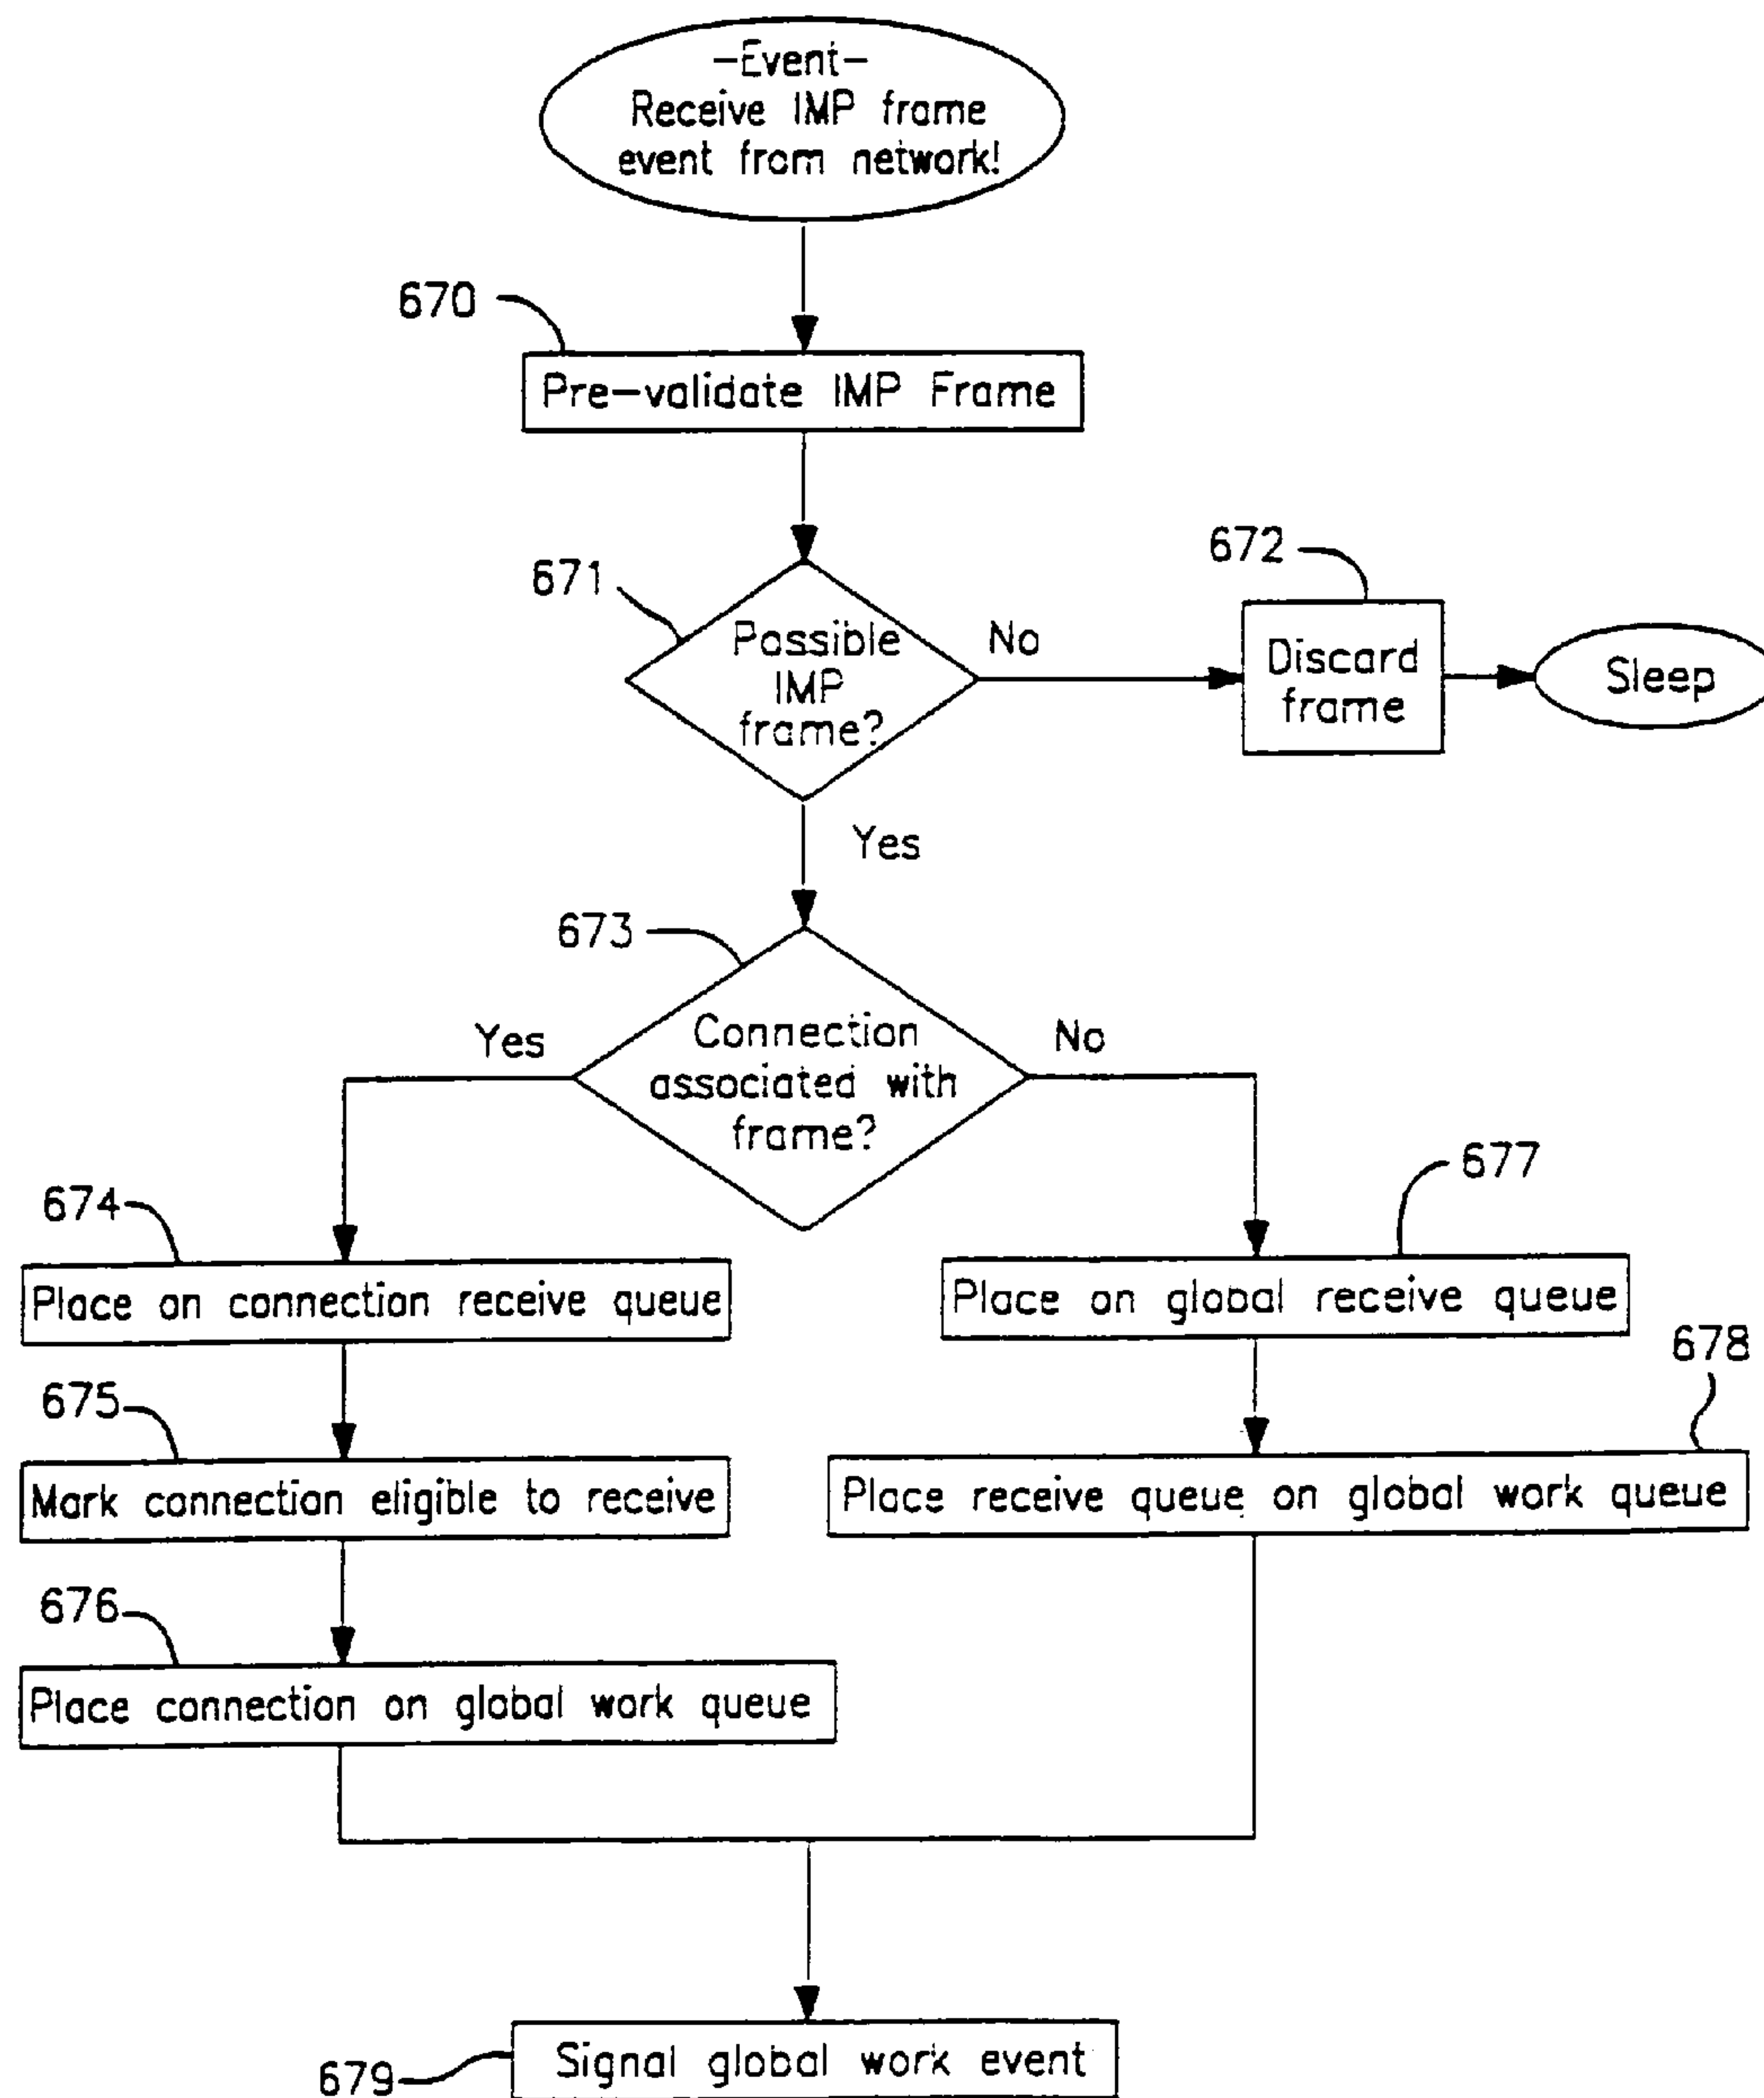 -Event-
Receive IMP frame
event from network!
670
Pre-validate IMP Frame
671
Possible
IMP
frame?
No
672
Discard
frame
Sleep
Yes
673
Connection
associated with
frame?
Yes
No
674
Place on connection receive queue
677
Place on global receive queue
675
Mark connection eligible to receive
678
Place receive queue on global work queue
676
Place connection on global work queue
679
Signal global work event